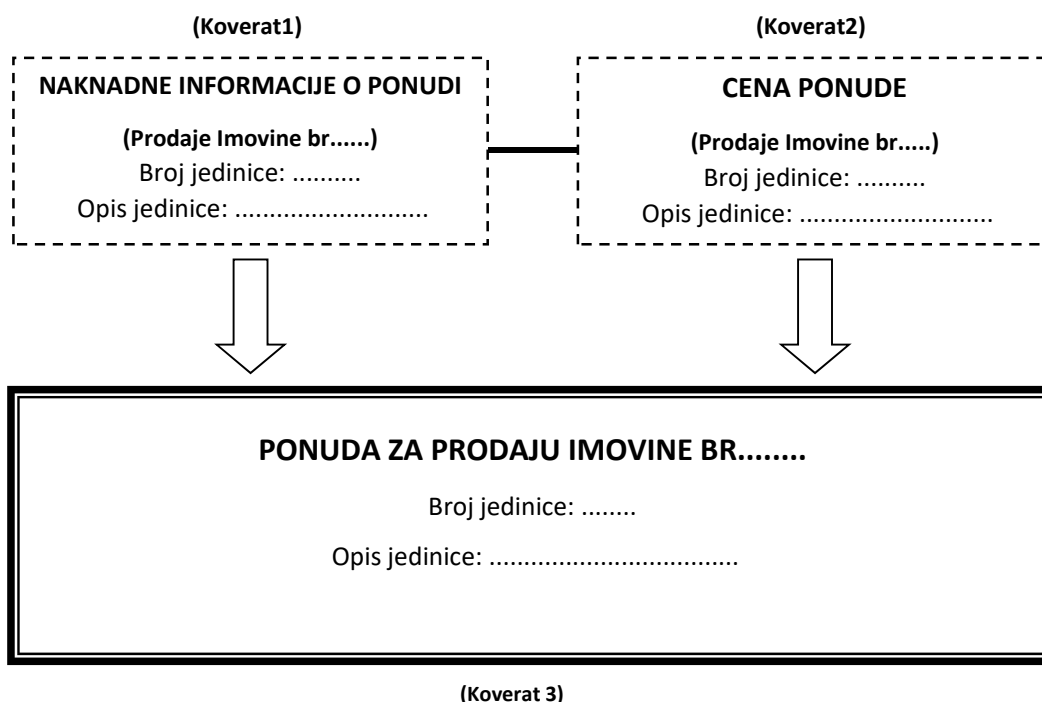 (Koverat1)
NAKNADNE INFORMACIJE O PONUDI
(Prodaje Imovine br......)
Broj jedinice: ..........
Opis jedinice: ............................
(Koverat2)
CENA PONUDE
(Prodaje Imovine br.....)
Broj jedinice: ..........
Opis jedinice: ............................
PONUDA ZA PRODAJU IMOVINE BR........
Broj jedinice: ........
Opis jedinice: ....................................
(Koverat 3)